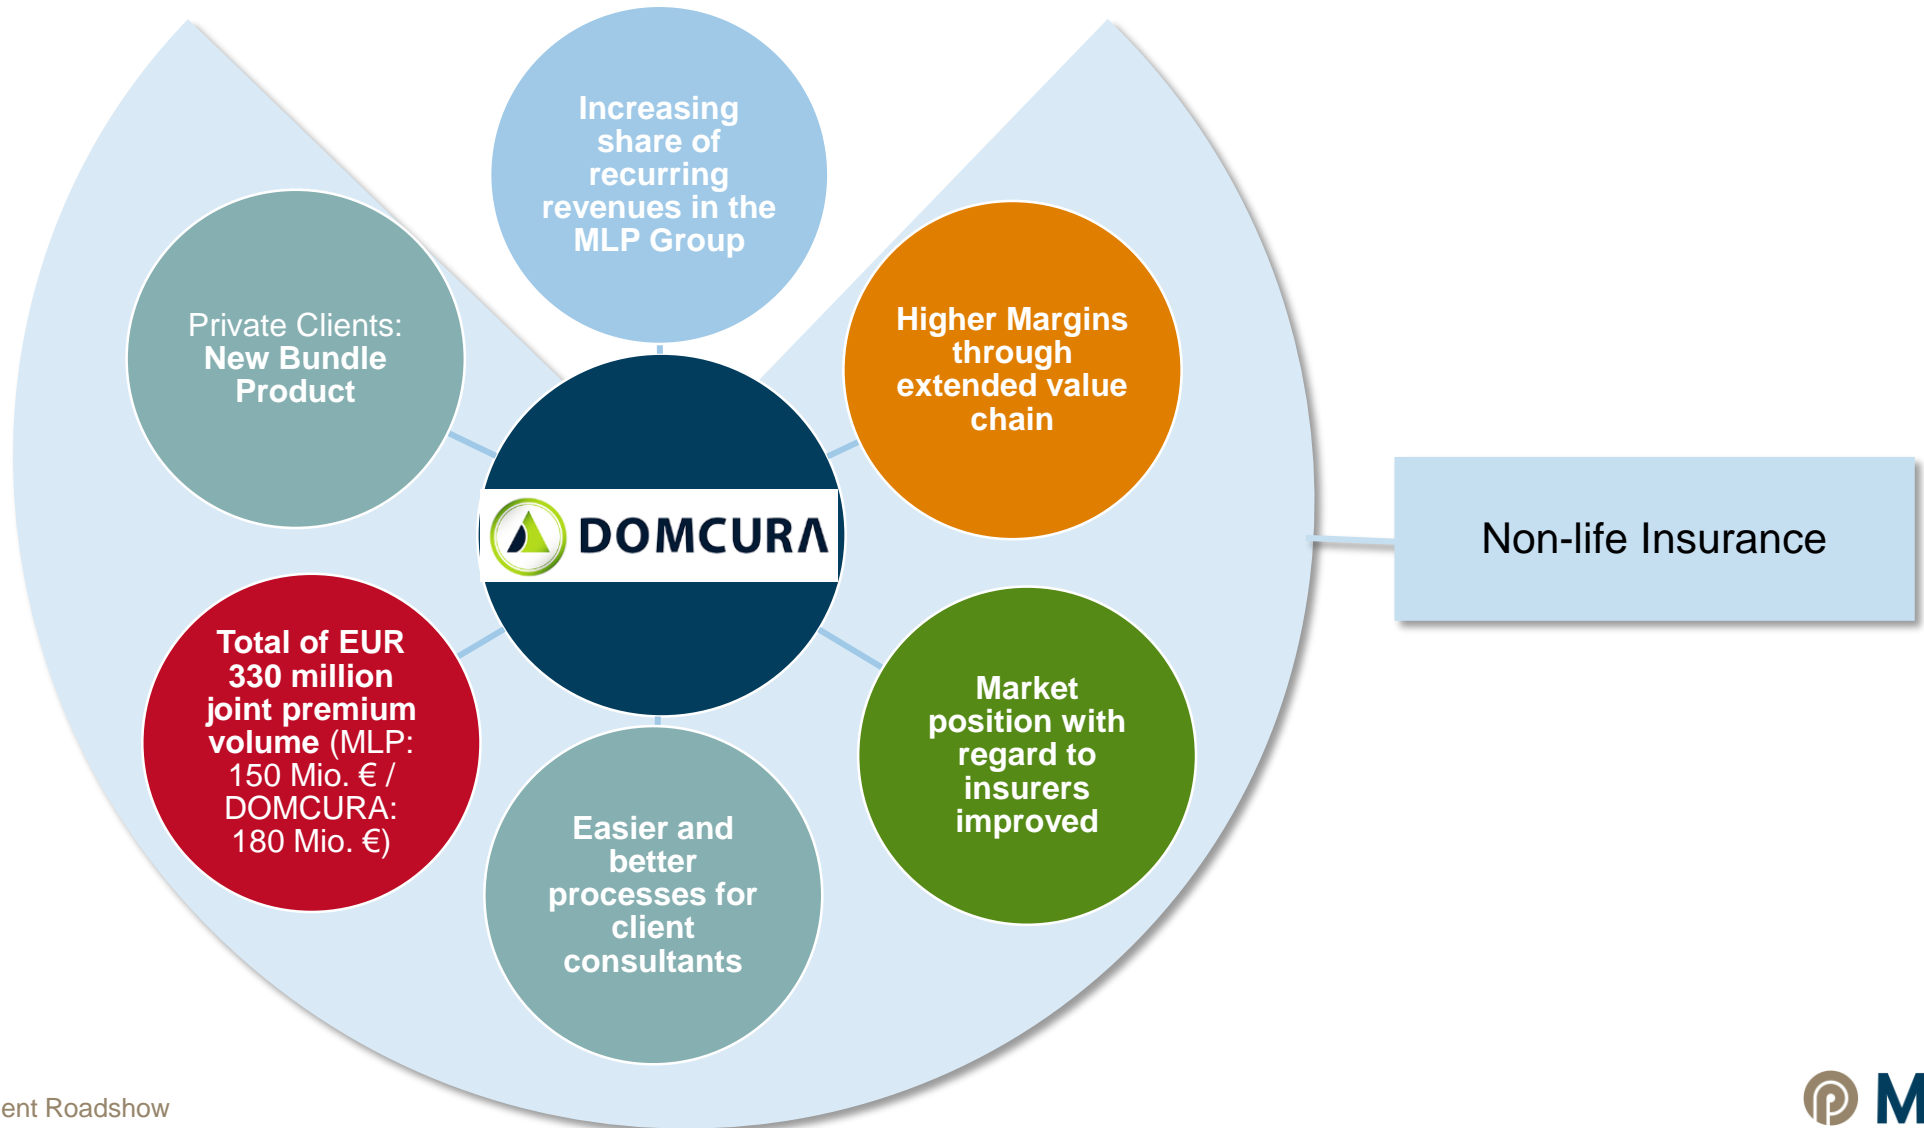 Increasing
share of
recurring
revenues in the
MLP Group
Private Clients:
New Bundle
Product
Higher Margins
through
extended value
chain
DOMCURA
Non-life Insurance
Total of EUR
330 million
joint premium
volume (MLP:
150 Mio. € /
DOMCURA:
180 Mio. €)
Market
position with
regard to
insurers
improved
Easier and
better
processes for
client
consultants
ent Roadshow
M